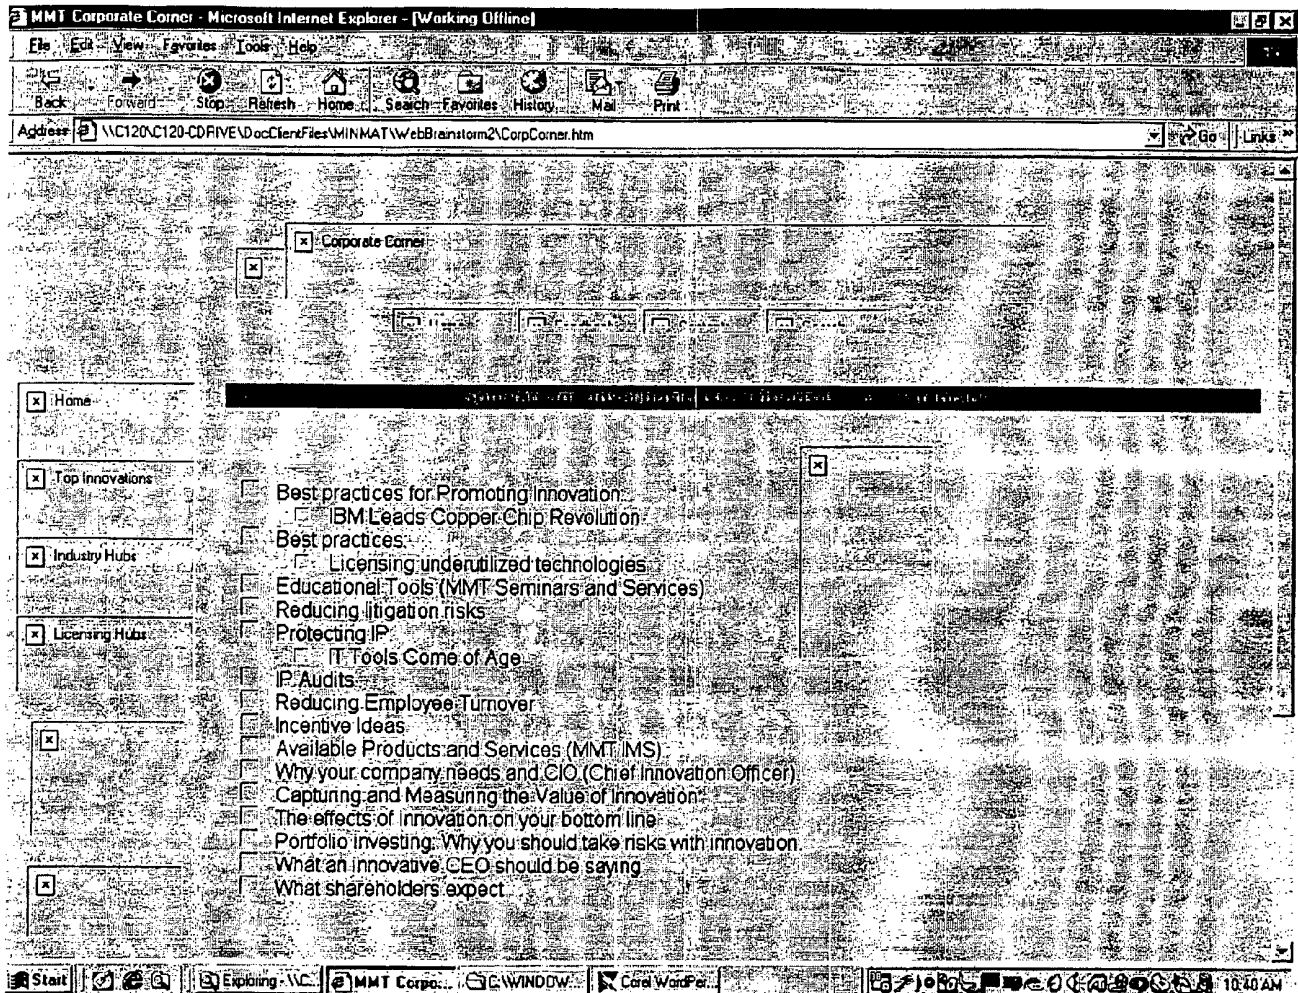 MMT Corporate Corner - Microsoft Internet Explorer - [Working Offline]
File Edit View Favorites Tools Help
Back Forward Stop Refresh Home Search Favorites History Mail Print
Address \\C120\C120-CDRIVE\DocClientFiles\MINMAT\WebBrainstorm2\CorpCorner.htm Go Links »
Corporate Corner
Home
Top Innovations
Industry Hubs
Licensing Hubs
Best practices for Promoting Innovation
IBM Leads Copper Chip Revolution
Best practices
Licensing underutilized technologies
Educational Tools (MMT Seminars and Services)
Reducing litigation risks
Protecting IP
IT Tools Come of Age
IP Audits
Reducing Employee Turnover
Incentive Ideas
Available Products and Services (MMT IMS)
Why your company needs and CIO (Chief Innovation Officer)
Capturing and Measuring the Value of Innovation
The effects of innovation on your bottom line
Portfolio investing: Why you should take risks with innovation
What an innovative CEO should be saying
What shareholders expect
Start Exploring - \\C... MMT Corpo... C:\WINDOW... Corel WordPer... 10:40 AM